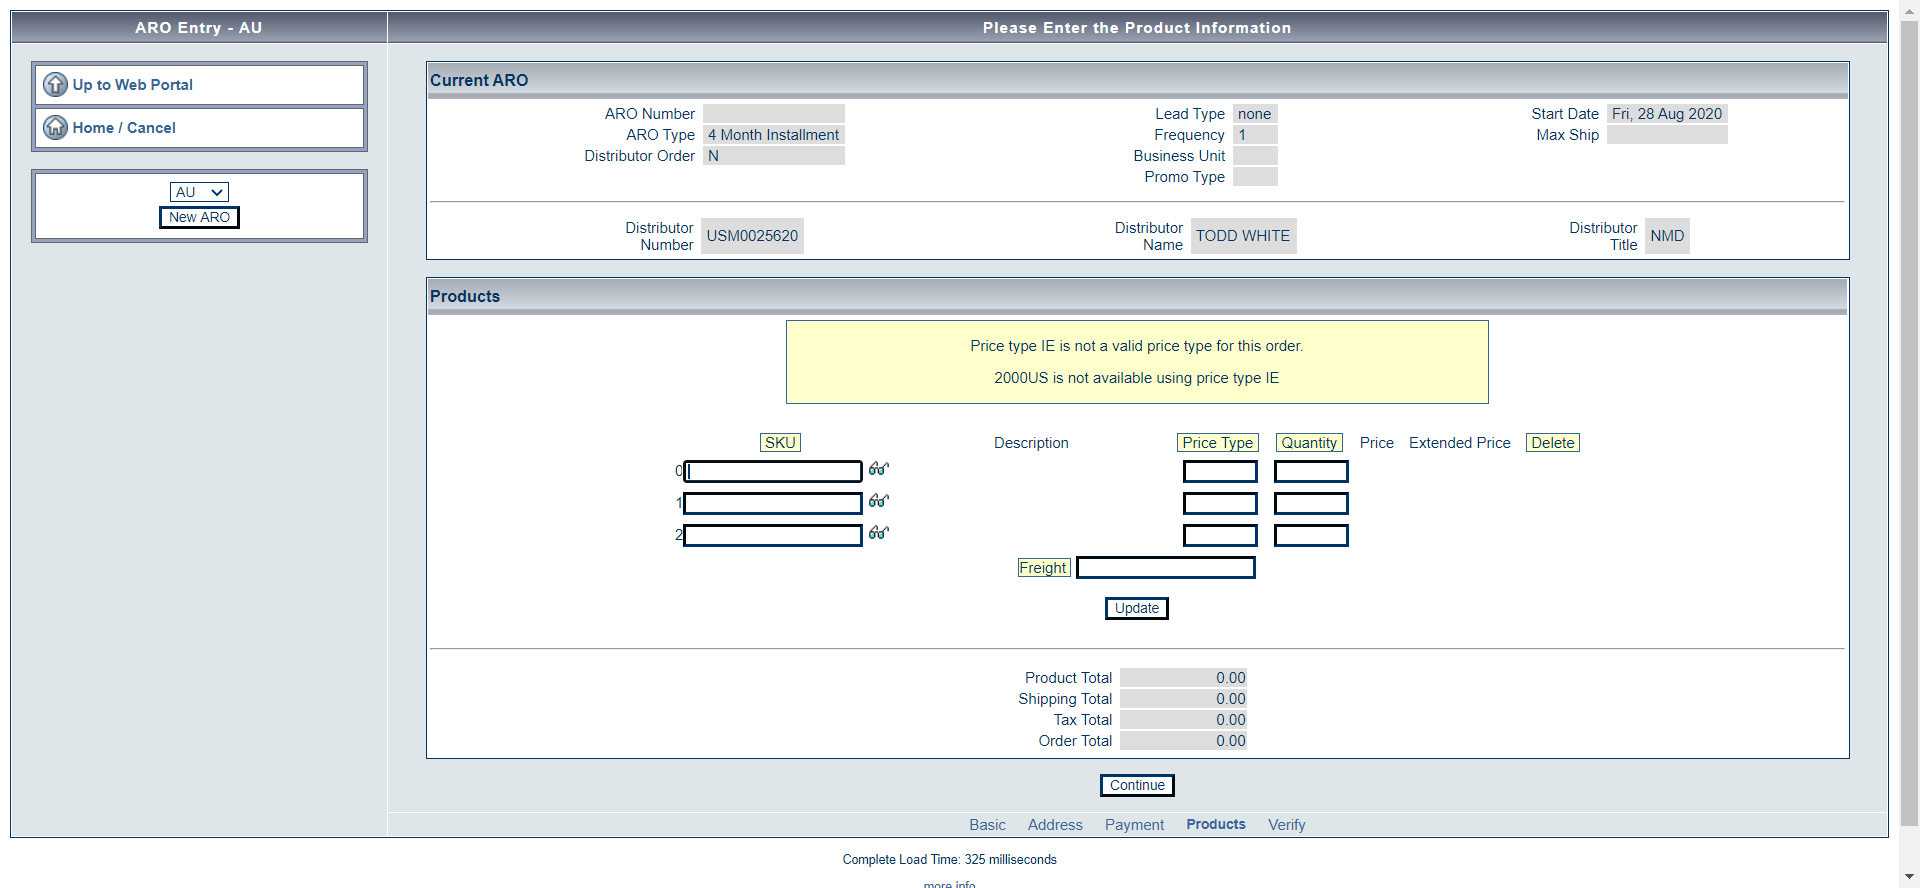 ARO Entry - AU
Please Enter the Product Information
Up to Web Portal
Home / Cancel
AU
New ARO
Current ARO
ARO Number
Lead Type none
Start Date Fri, 28 Aug 2020
ARO Type 4 Month Installment
Frequency 1
Max Ship
Distributor Order N
Business Unit
Promo Type
Distributor Number USM0025620
Distributor Name TODD WHITE
Distributor Title NMD
Products
Price type IE is not a valid price type for this order.
2000US is not available using price type IE
SKU Description Price Type Quantity Price Extended Price Delete
0
1
2
Freight
Update
Product Total 0.00
Shipping Total 0.00
Tax Total 0.00
Order Total 0.00
Continue
Basic Address Payment Products Verify
Complete Load Time: 325 milliseconds
more info